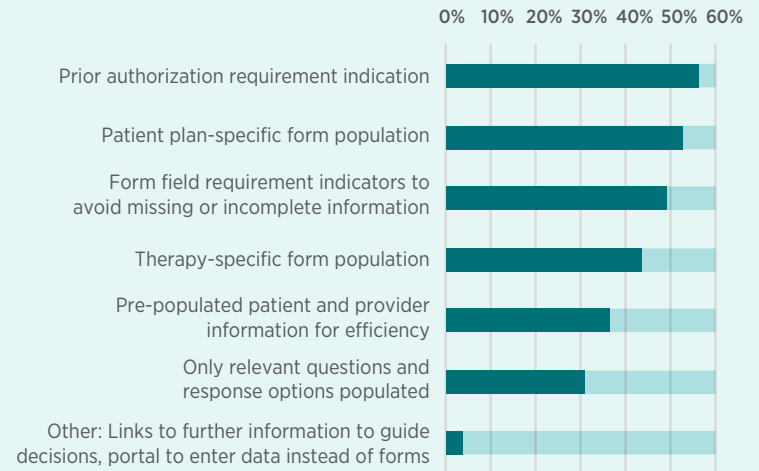 0% 10% 20% 30% 40% 50% 60%
Prior authorization requirement indication
Patient plan-specific form population
Form field requirement indicators to
avoid missing or incomplete information
Therapy-specific form population
Pre-populated patient and provider
information for efficiency
Only relevant questions and
response options populated
Other: Links to further information to guide
decisions, portal to enter data instead of forms